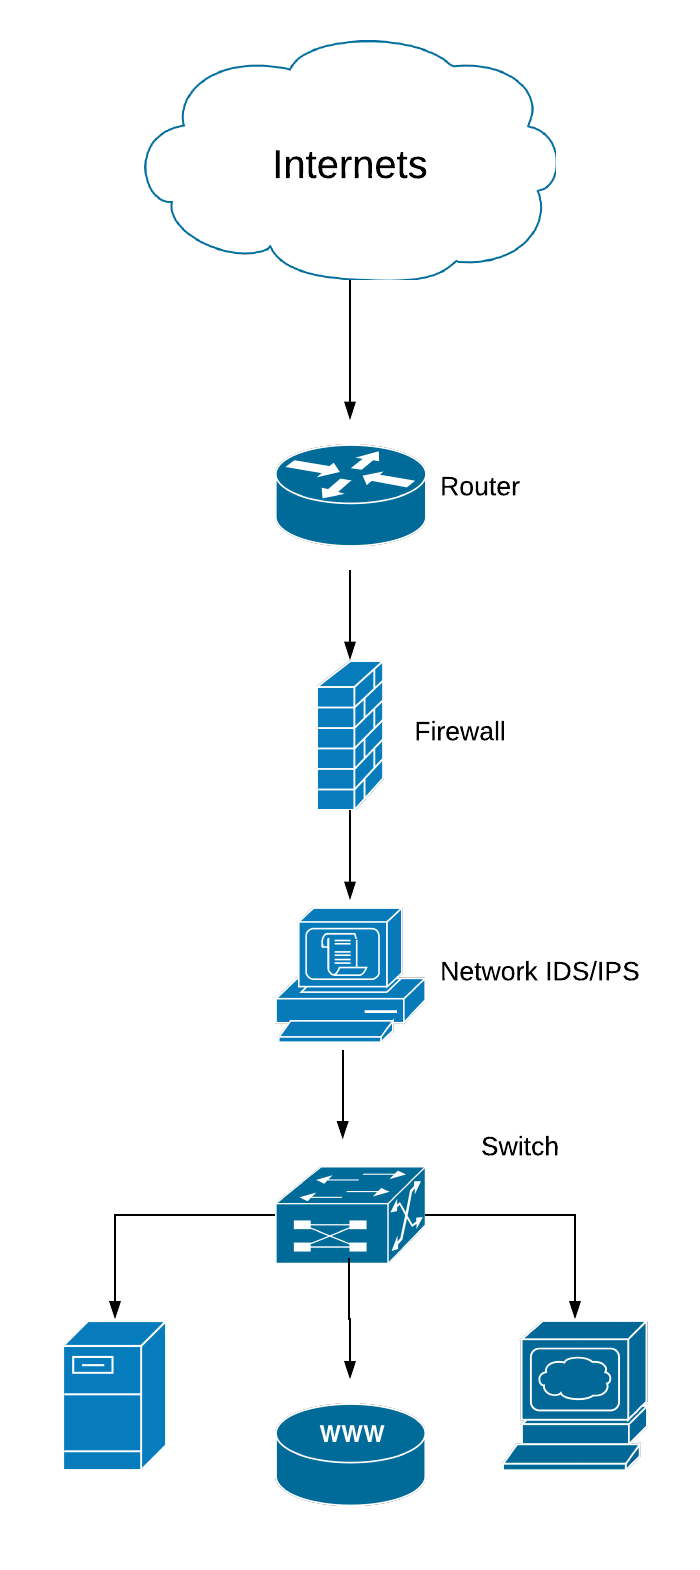 Internets
Router
Firewall
Network IDS/IPS
Switch
WWW